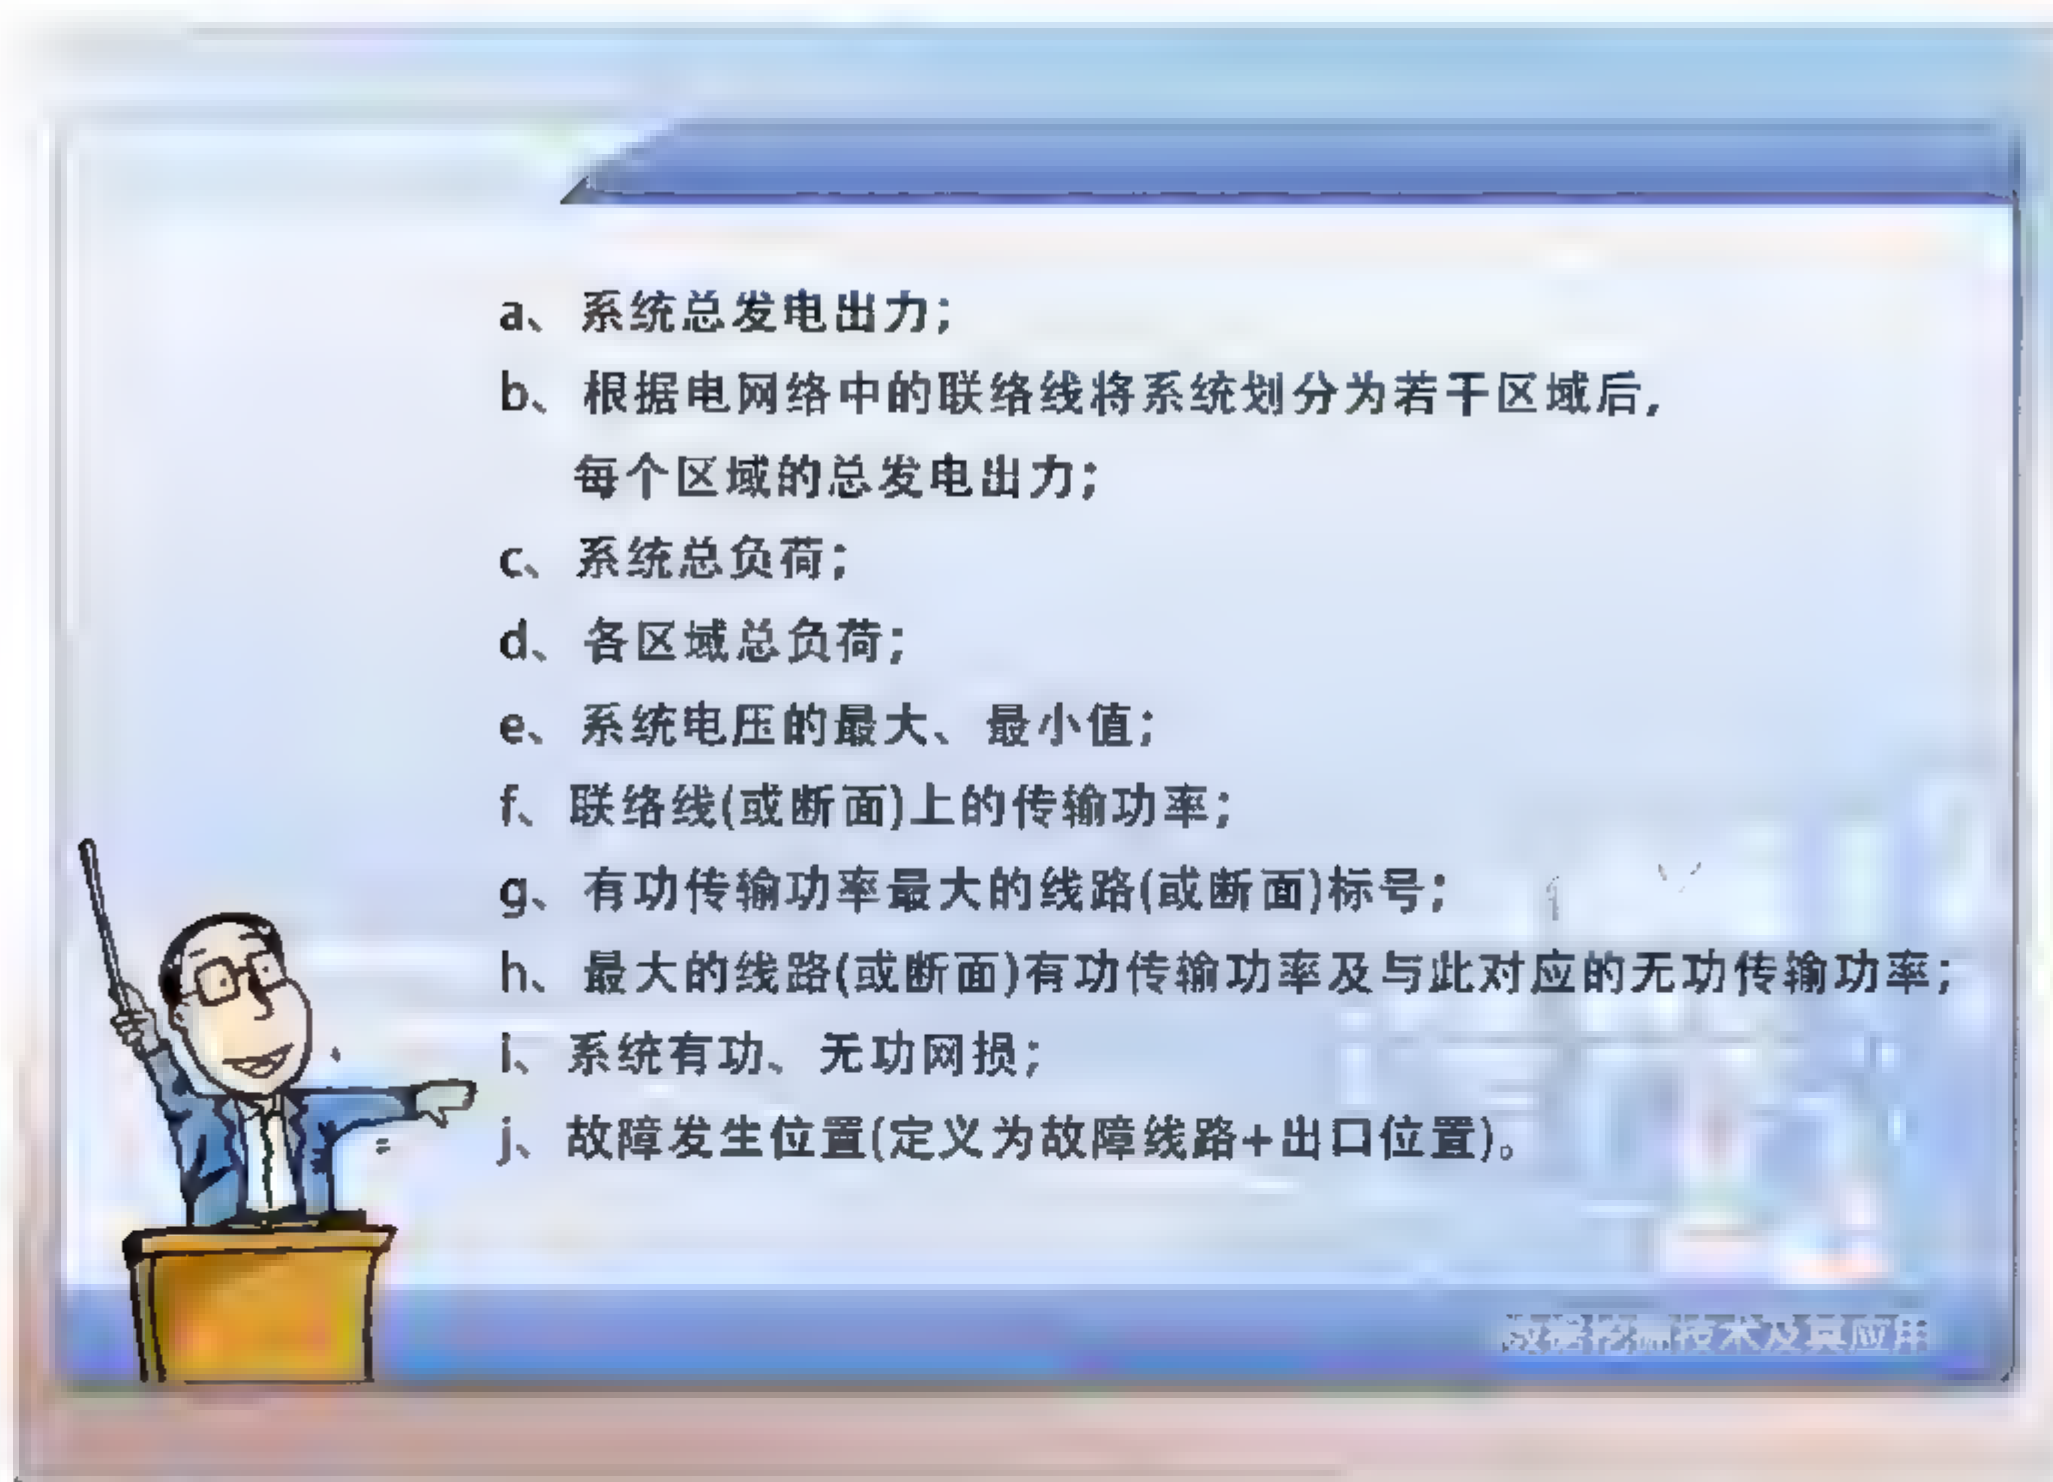 a、系统总发电出力；
b、根据电网络中的联络线将系统划分为若干区域后，
每个区域的总发电出力；
c、系统总负荷；
d、各区域总负荷；
e、系统电压的最大、最小值；
f、联络线(或断面)上的传输功率；
g、有功传输功率最大的线路(或断面)标号；
h、最大的线路(或断面)有功传输功率及与此对应的无功传输功率；
i、系统有功、无功网损；
j、故障发生位置(定义为故障线路+出口位置)。
数据挖掘技术及其应用